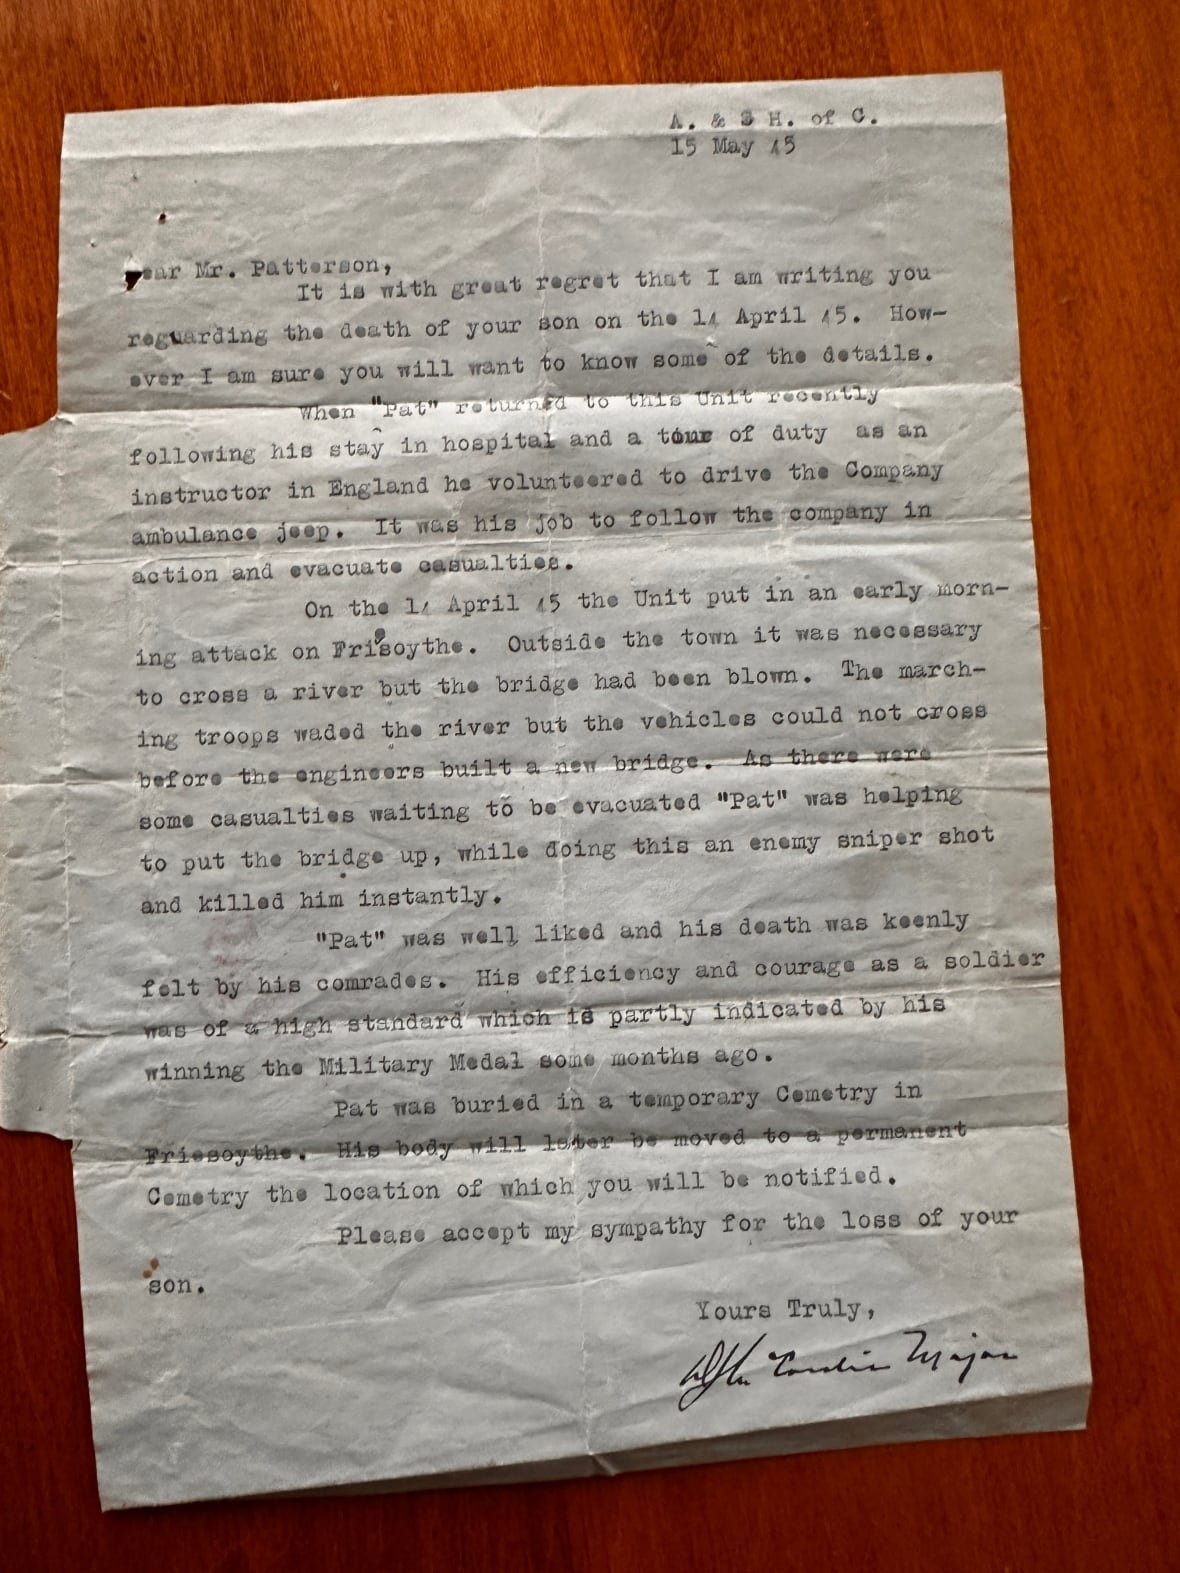 A. & S H. of C.
15 May 45
ear Mr. Patterson,
It is with great regret that I am writing you
reguarding the death of your son on the 14 April 45. How-
ever I am sure you will want to know some of the details.
When "Pat" returned to this Unit recently
following his stay in hospital and a tour of duty as an
instructor in England he volunteered to drive the Company
ambulance jeep. It was his job to follow the company in
action and evacuate casualties.
On the 14 April 45 the Unit put in an early morn-
ing attack on Frisoythe. Outside the town it was necessary
to cross a river but the bridge had been blown. The march-
ing troops waded the river but the vehicles could not cross
before the engineers built a new bridge. As there were
some casualties waiting to be evacuated "Pat" was helping
to put the bridge up, while doing this an enemy sniper shot
and killed him instantly.
"Pat" was well liked and his death was keenly
felt by his comrades. His efficiency and courage as a soldier
was of a high standard which is partly indicated by his
winning the Military Medal some months ago.
Pat was buried in a temporary Cemetry in
Friesoythe. His body will later be moved to a permanent
Cemetry the location of which you will be notified.
Please accept my sympathy for the loss of your
son.
Yours Truly,
Major